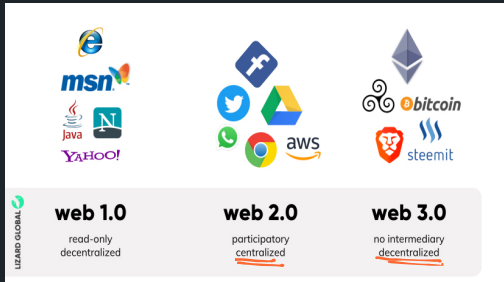 msn
Java
N
YAHOO!
f
aws
bitcoin
steemit
LIZARD GLOBAL
web 1.0
read-only
decentralized
web 2.0
participatory
centralized
web 3.0
no intermediary
decentralized